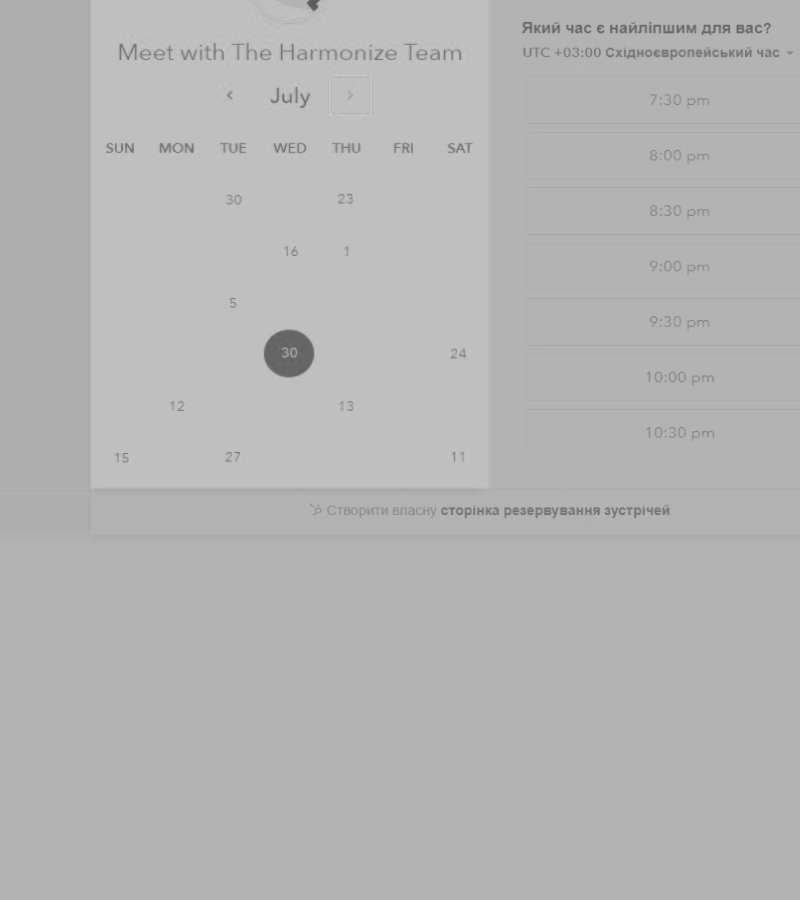 Meet with The Harmonize Team
July
SUN MON TUE WED THU FRI SAT
30 23
16 1
5
30 24
12 13
15 27 11
Який час є найліпшим для вас?
UTC +03:00 Східноєвропейський час
7:30 pm
8:00 pm
8:30 pm
9:00 pm
9:30 pm
10:00 pm
10:30 pm
Створити власну сторінка резервування зустрічей